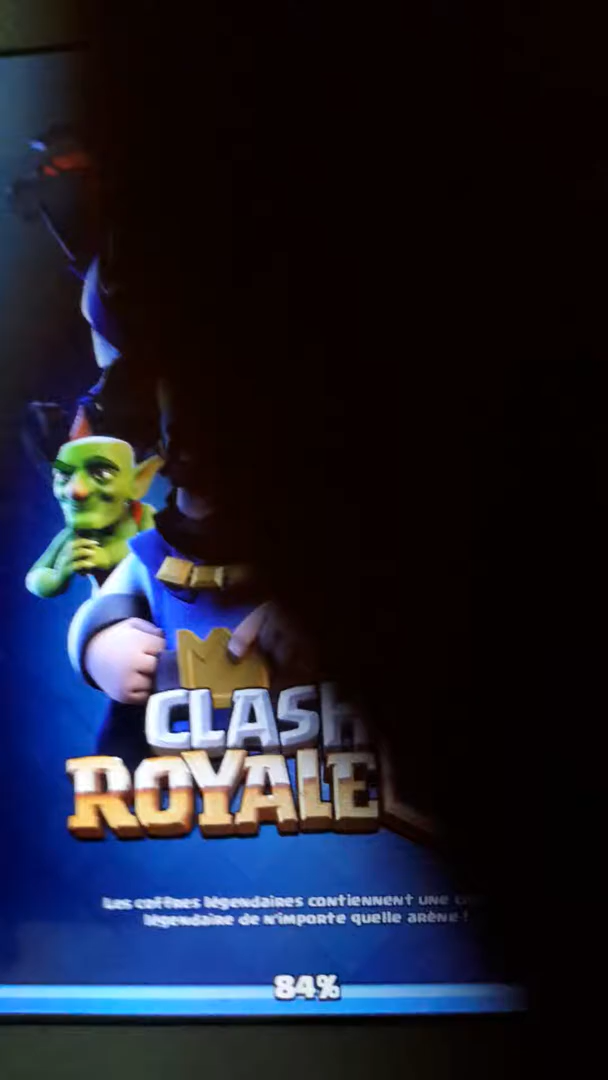 CLASH
ROYALE
Les coffres légendaires contiennent une
légendaire de n'importe quelle arène !
84%